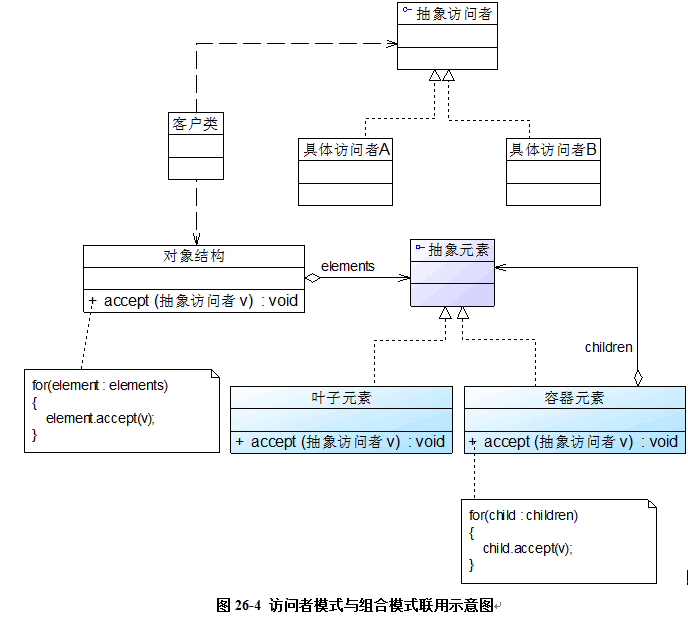 抽象访问者
客户类
具体访问者A
具体访问者B
对象结构
+ accept (抽象访问者 v) : void
elements
抽象元素
children
for(element : elements)
{
element.accept(v);
}
叶子元素
+ accept (抽象访问者 v) : void
容器元素
+ accept (抽象访问者 v) : void
for(child : children)
{
child.accept(v);
}
图 26-4 访问者模式与组合模式联用示意图